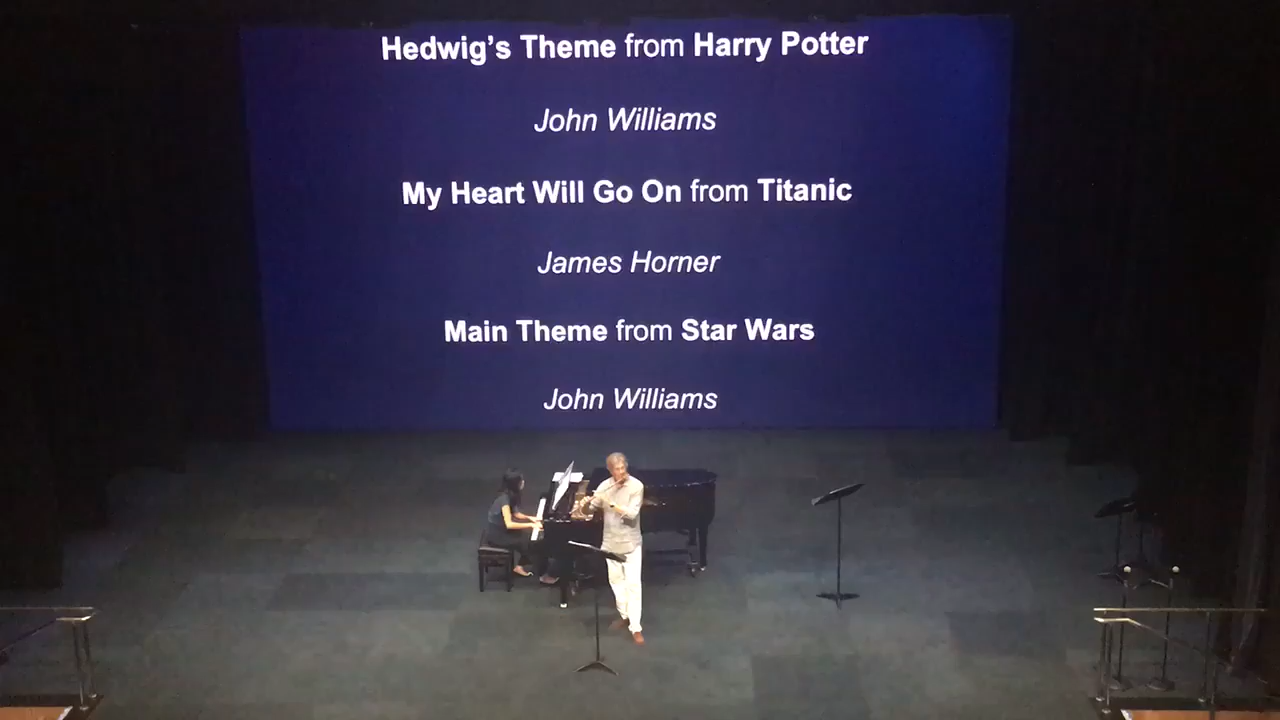 Hedwig’s Theme from Harry Potter
John Williams
My Heart Will Go On from Titanic
James Horner
Main Theme from Star Wars
John Williams